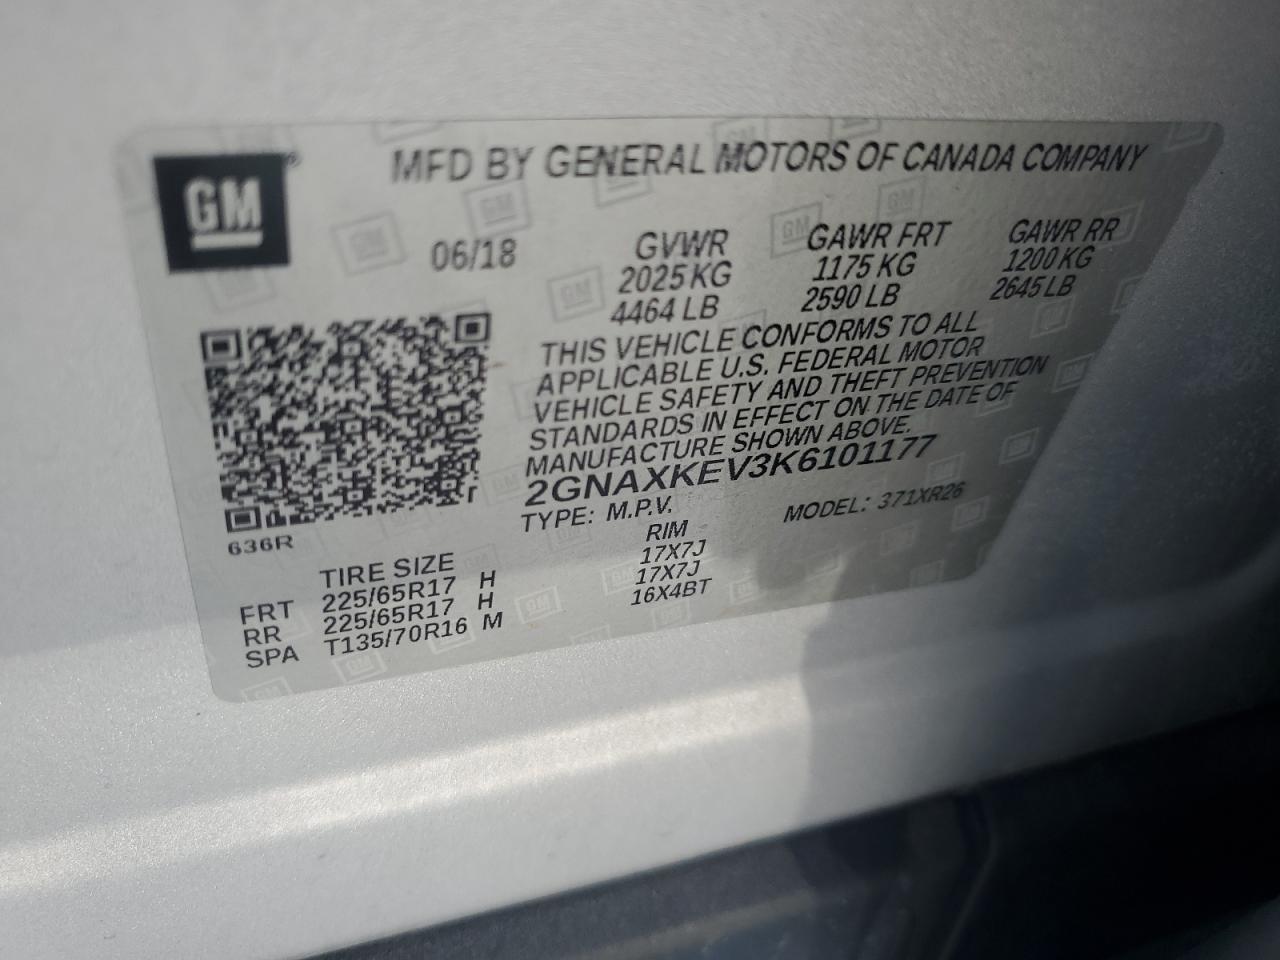 GM
MFD BY GENERAL MOTORS OF CANADA COMPANY
06/18 GVWR GAWR FRT GAWR RR
2025 KG 1175 KG 1200 KG
4464 LB 2590 LB 2645 LB
THIS VEHICLE CONFORMS TO ALL
APPLICABLE U.S. FEDERAL MOTOR
VEHICLE SAFETY AND THEFT PREVENTION
STANDARDS IN EFFECT ON THE DATE OF
MANUFACTURE SHOWN ABOVE.
2GNAXKEV3K6101177
TYPE: M.P.V. MODEL: 371XR26
636R
TIRE SIZE RIM
FRT 225/65R17 H 17X7J
RR 225/65R17 H 17X7J
SPA T135/70R16 M 16X4BT